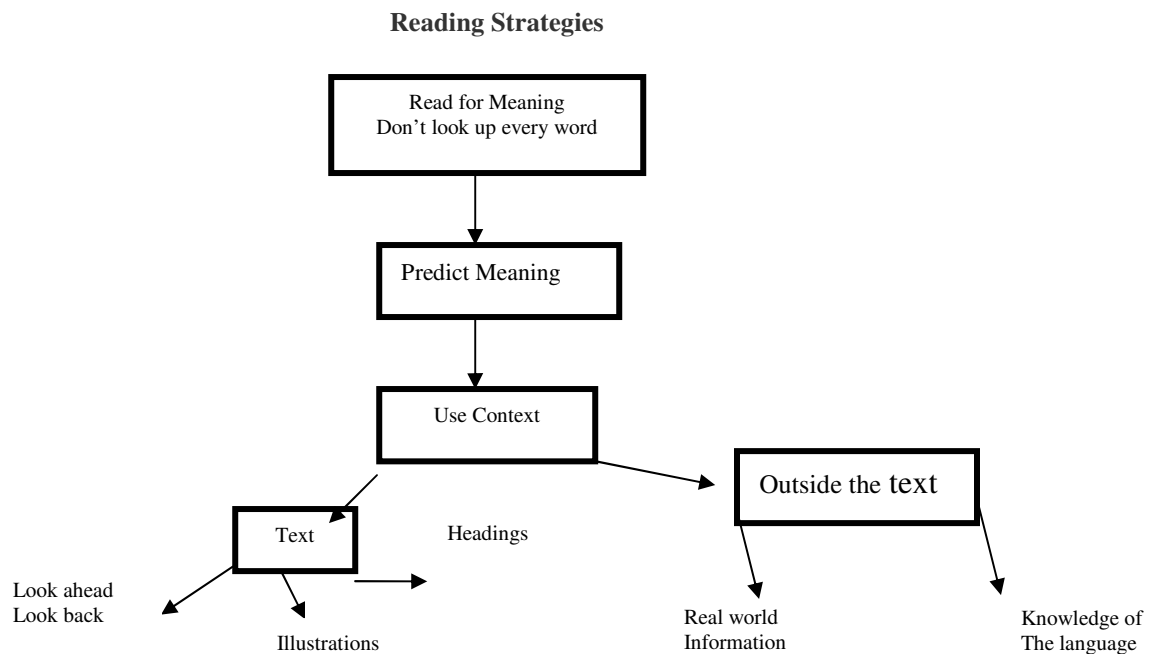 Reading Strategies
Read for Meaning
Don't look up every word
Predict Meaning
Use Context
Outside the text
Text
Headings
Look ahead
Look back
Illustrations
Real world
Information
Knowledge of
The language